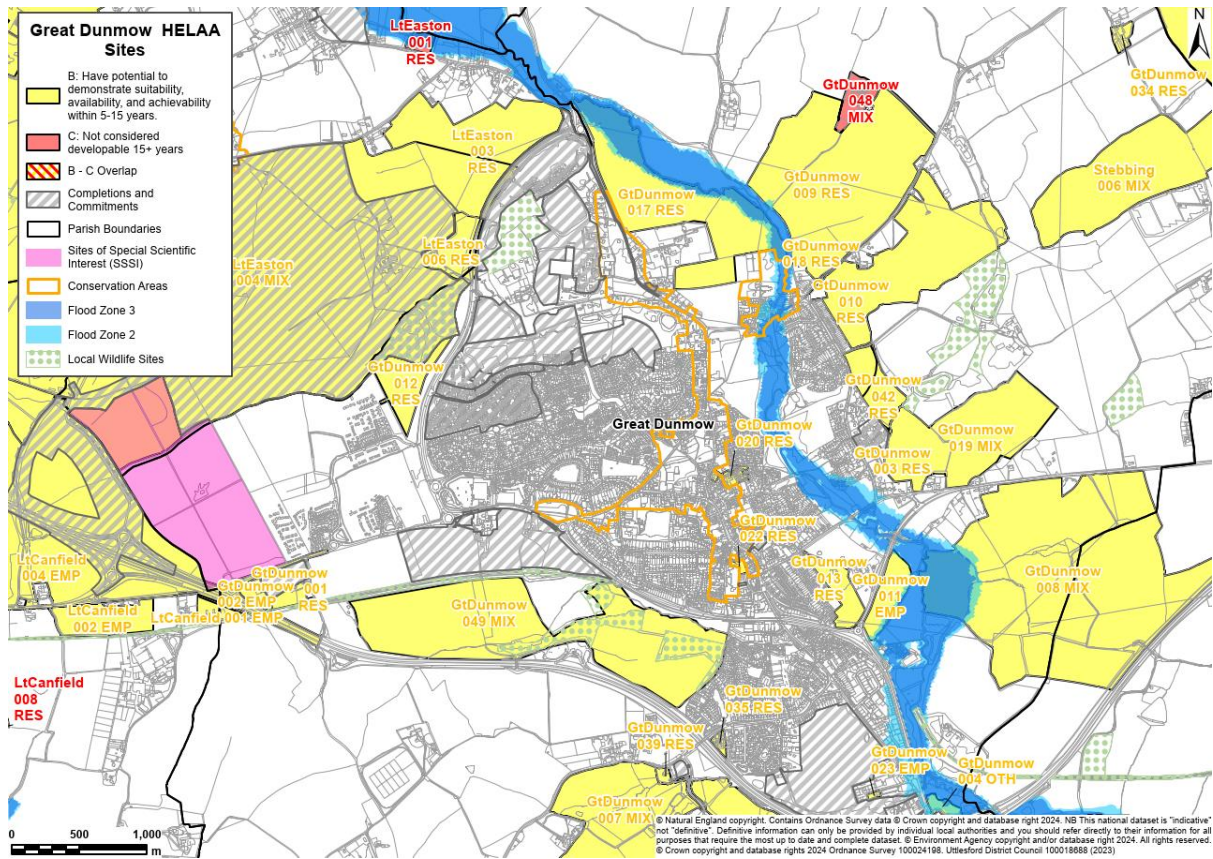 Great Dunmow HELAA
Sites
B: Have potential to
demonstrate suitability,
availability, and achievability
within 5-15 years.
C: Not considered
developable 15+ years
B - C Overlap
Completions and
Commitments
Parish Boundaries
Sites of Special Scientific
Interest (SSSI)
Conservation Areas
Flood Zone 3
Flood Zone 2
Local Wildlife Sites
LtEaston
001
RES
N
GtDunmow
034 RES
GtDunmow
048
MIX
LtEaston
003
RES
GtDunmow
009 RES
Stebbing
006 MIX
GtDunmow
017 RES
LtEaston
006 RES
GtDunmow
018 RES
LtEaston
004 MIX
GtDunmow
010
RES
GtDunmow
012
RES
GtDunmow
042
RES
Great Dunmow
GtDunmow
020 RES
GtDunmow
019 MIX
GtDunmow
003 RES
GtDunmow
022 RES
LtCanfield
004 EMP
GtDunmow
001
RES
GtDunmow
002 EMP
GtDunmow
013
RES
GtDunmow
011
EMP
GtDunmow
008 MIX
LtCanfield
002 EMP
LtCanfield 001 EMP
GtDunmow
049 MIX
LtCanfield
008
RES
GtDunmow
035 RES
GtDunmow
039 RES
GtDunmow
023 EMP
GtDunmow
004 OTH
GtDunmow
007 MIX
0 500 1,000
m
© Natural England copyright. Contains Ordnance Survey data © Crown copyright and database right 2024. NB This national dataset is "indicative"
not "definitive". Definitive information can only be provided by individual local authorities and you should refer directly to their information for all
purposes that require the most up to date and complete dataset. © Environment Agency copyright and/or database right 2024. All rights reserved.
© Crown copyright and database rights 2024 Ordnance Survey 100024198. Uttlesford District Council 100018688 (2023)